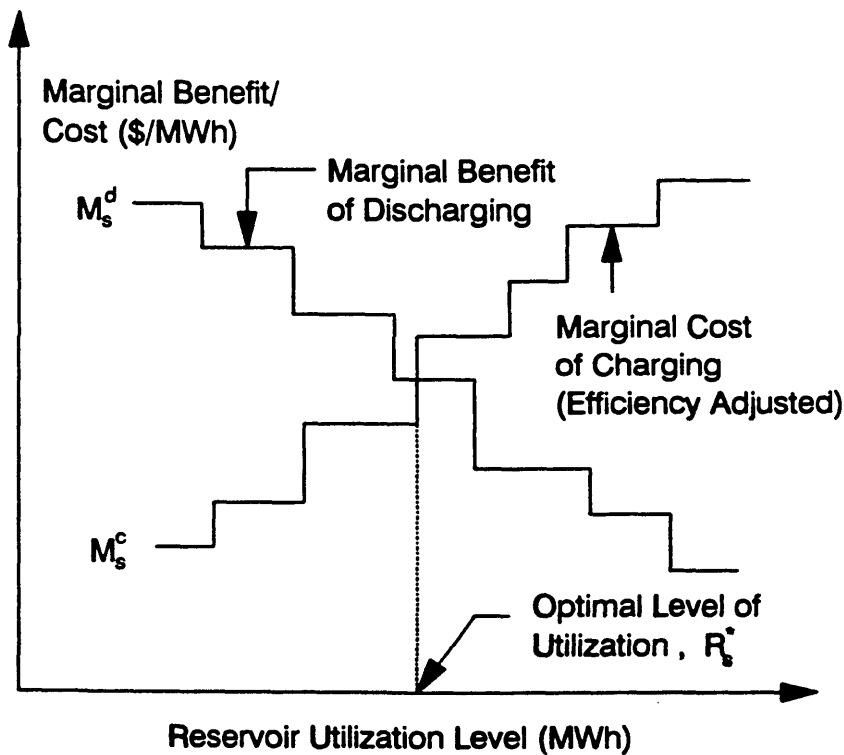 Marginal Benefit/
Cost ($/MWh)
Marginal Benefit
of Discharging
M_s^d
Marginal Cost
of Charging
(Efficiency Adjusted)
M_s^c
Optimal Level of
Utilization , R_s^*
Reservoir Utilization Level (MWh)